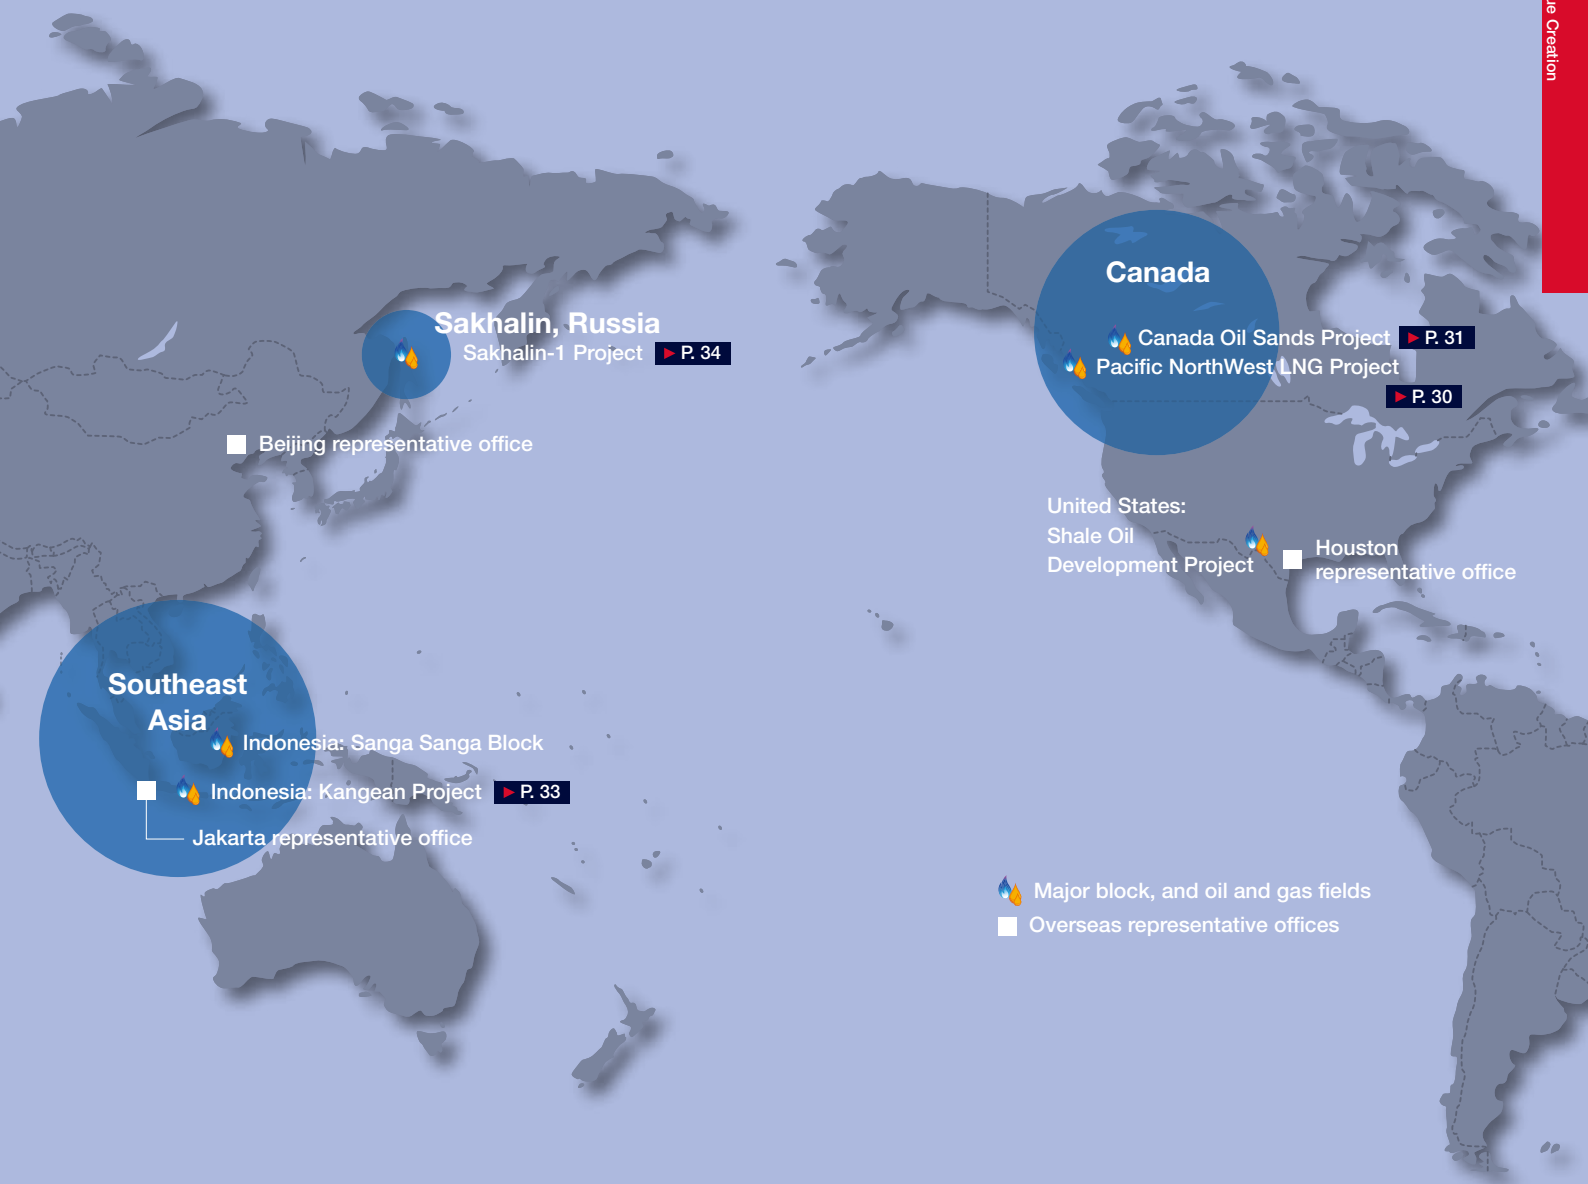 ue Creation
Canada
Canada Oil Sands Project ▶ P. 31
Pacific NorthWest LNG Project
▶ P. 30
Sakhalin, Russia
Sakhalin-1 Project ▶ P. 34
Beijing representative office
United States:
Shale Oil
Development Project
Houston
representative office
Southeast
Asia
Indonesia: Sanga Sanga Block
Indonesia: Kangean Project ▶ P. 33
Jakarta representative office
Major block, and oil and gas fields
Overseas representative offices